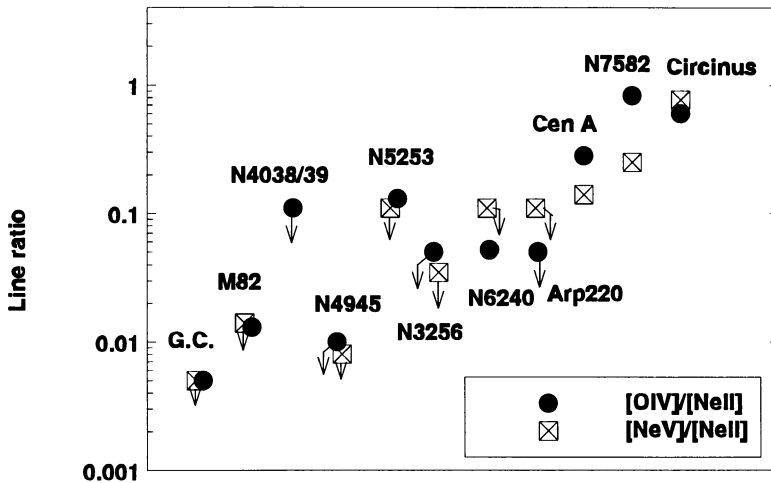 Line ratio
1
0.1
0.01
0.001
N7582
Circinus
Cen A
N5253
N4038/39
M82
N4945
G.C.
N3256
N6240
Arp220
[OIV]/[NeII]
[NeV]/[NeII]